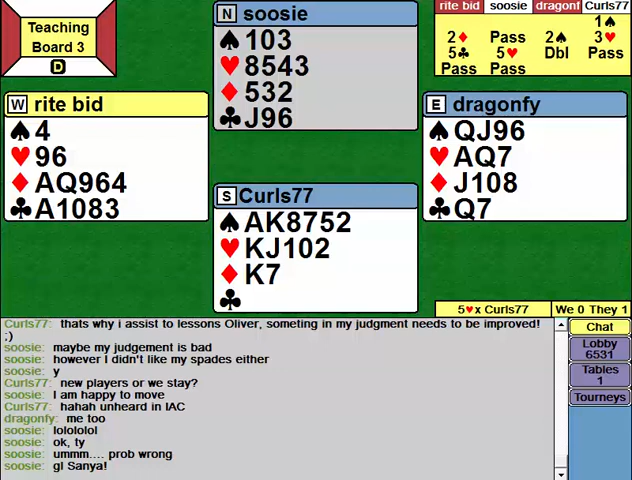 Teaching
Board 3
D
N soosie
♠ 103
♥ 8543
♦ 532
♣ J96
rite bid soosie dragonf Curls77
1♠
2♦ Pass 2♠ 3♥
5♣ 5♥ Dbl Pass
Pass Pass
W rite bid
♠ 4
♥ 96
♦ AQ964
♣ A1083
E dragonfy
♠ QJ96
♥ AQ7
♦ J108
♣ Q7
S Curls77
♠ AK8752
♥ KJ102
♦ K7
♣
5♥x Curls77
We 0 They 1
Curls77: thats why i assist to lessons Oliver, someting in my judgment needs to be improved!
;)
soosie: maybe my judgement is bad
soosie: however I didn't like my spades either
soosie: y
Curls77: new players or we stay?
soosie: I am happy to move
Curls77: hahah unheard in IAC
dragonfy: me too
soosie: lolololol
soosie: ok, ty
soosie: ummm.... prob wrong
soosie: gl Sanya!
Chat
Lobby
6531
Tables
1
Tourneys